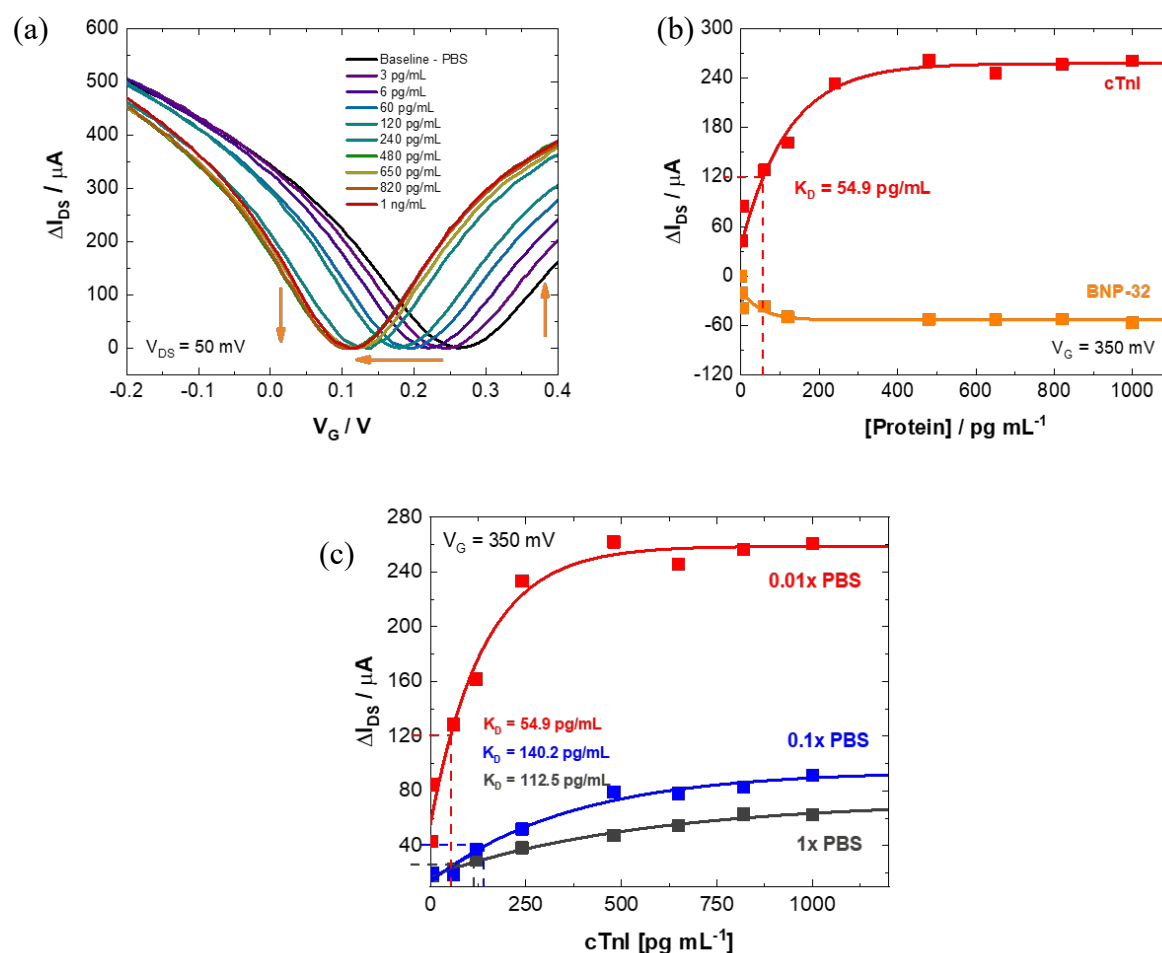 (a)
600
500
400
300
200
100
0
ΔI_DS / μA
-0.2 -0.1 0.0 0.1 0.2 0.3 0.4
V_G / V
V_DS = 50 mV
Baseline - PBS
3 pg/mL
6 pg/mL
60 pg/mL
120 pg/mL
240 pg/mL
480 pg/mL
650 pg/mL
820 pg/mL
1 ng/mL
(b)
300
240
180
120
60
0
-60
-120
ΔI_DS / μA
cTnI
K_D = 54.9 pg/mL
BNP-32
V_G = 350 mV
0 200 400 600 800 1000
[Protein] / pg mL⁻¹
(c)
280
240
200
160
120
80
40
ΔI_DS / μA
V_G = 350 mV
0.01x PBS
K_D = 54.9 pg/mL
K_D = 140.2 pg/mL
K_D = 112.5 pg/mL
0.1x PBS
1x PBS
0 250 500 750 1000
cTnI [pg mL⁻¹]